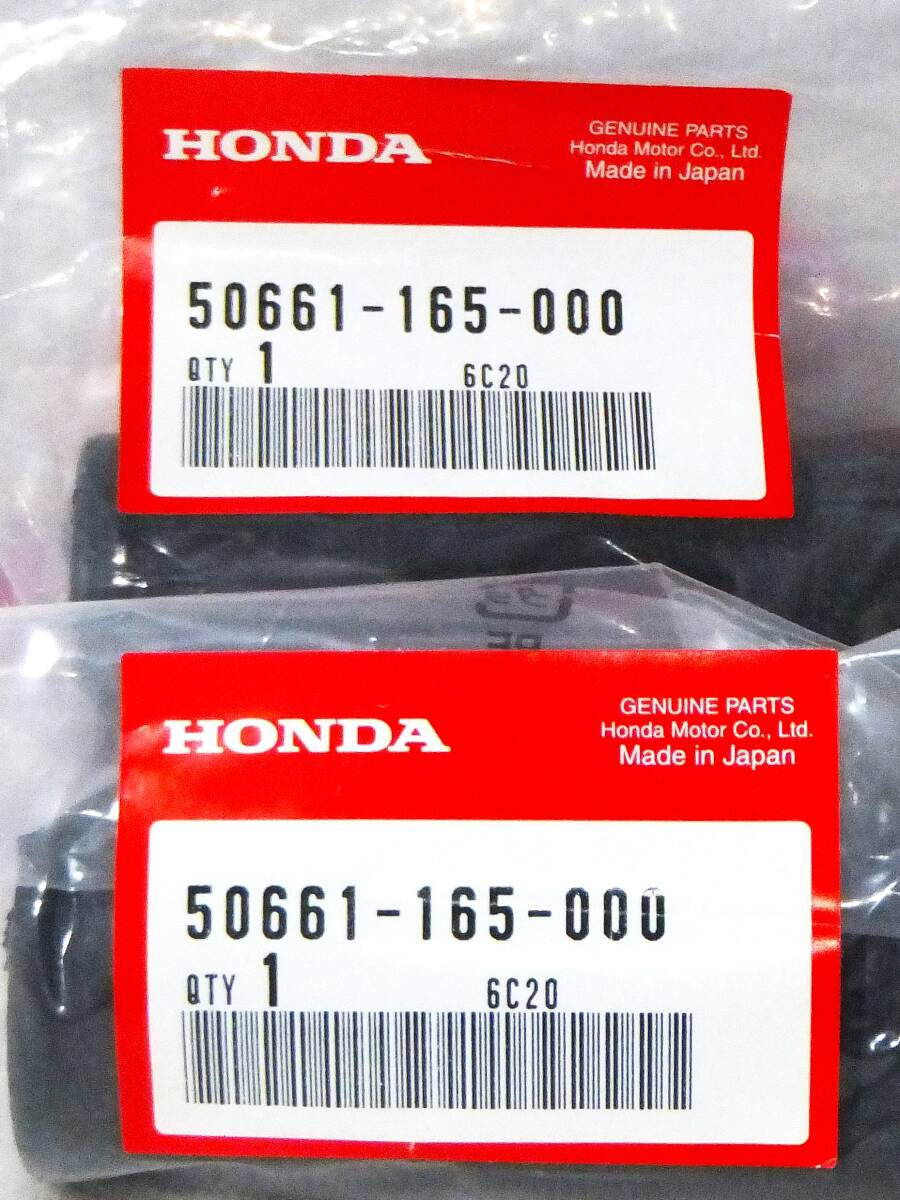 HONDA
GENUINE PARTS
Honda Motor Co., Ltd.
Made in Japan
50661-165-000
QTY 1 6C20
HONDA
GENUINE PARTS
Honda Motor Co., Ltd.
Made in Japan
50661-165-000
QTY 1 6C20